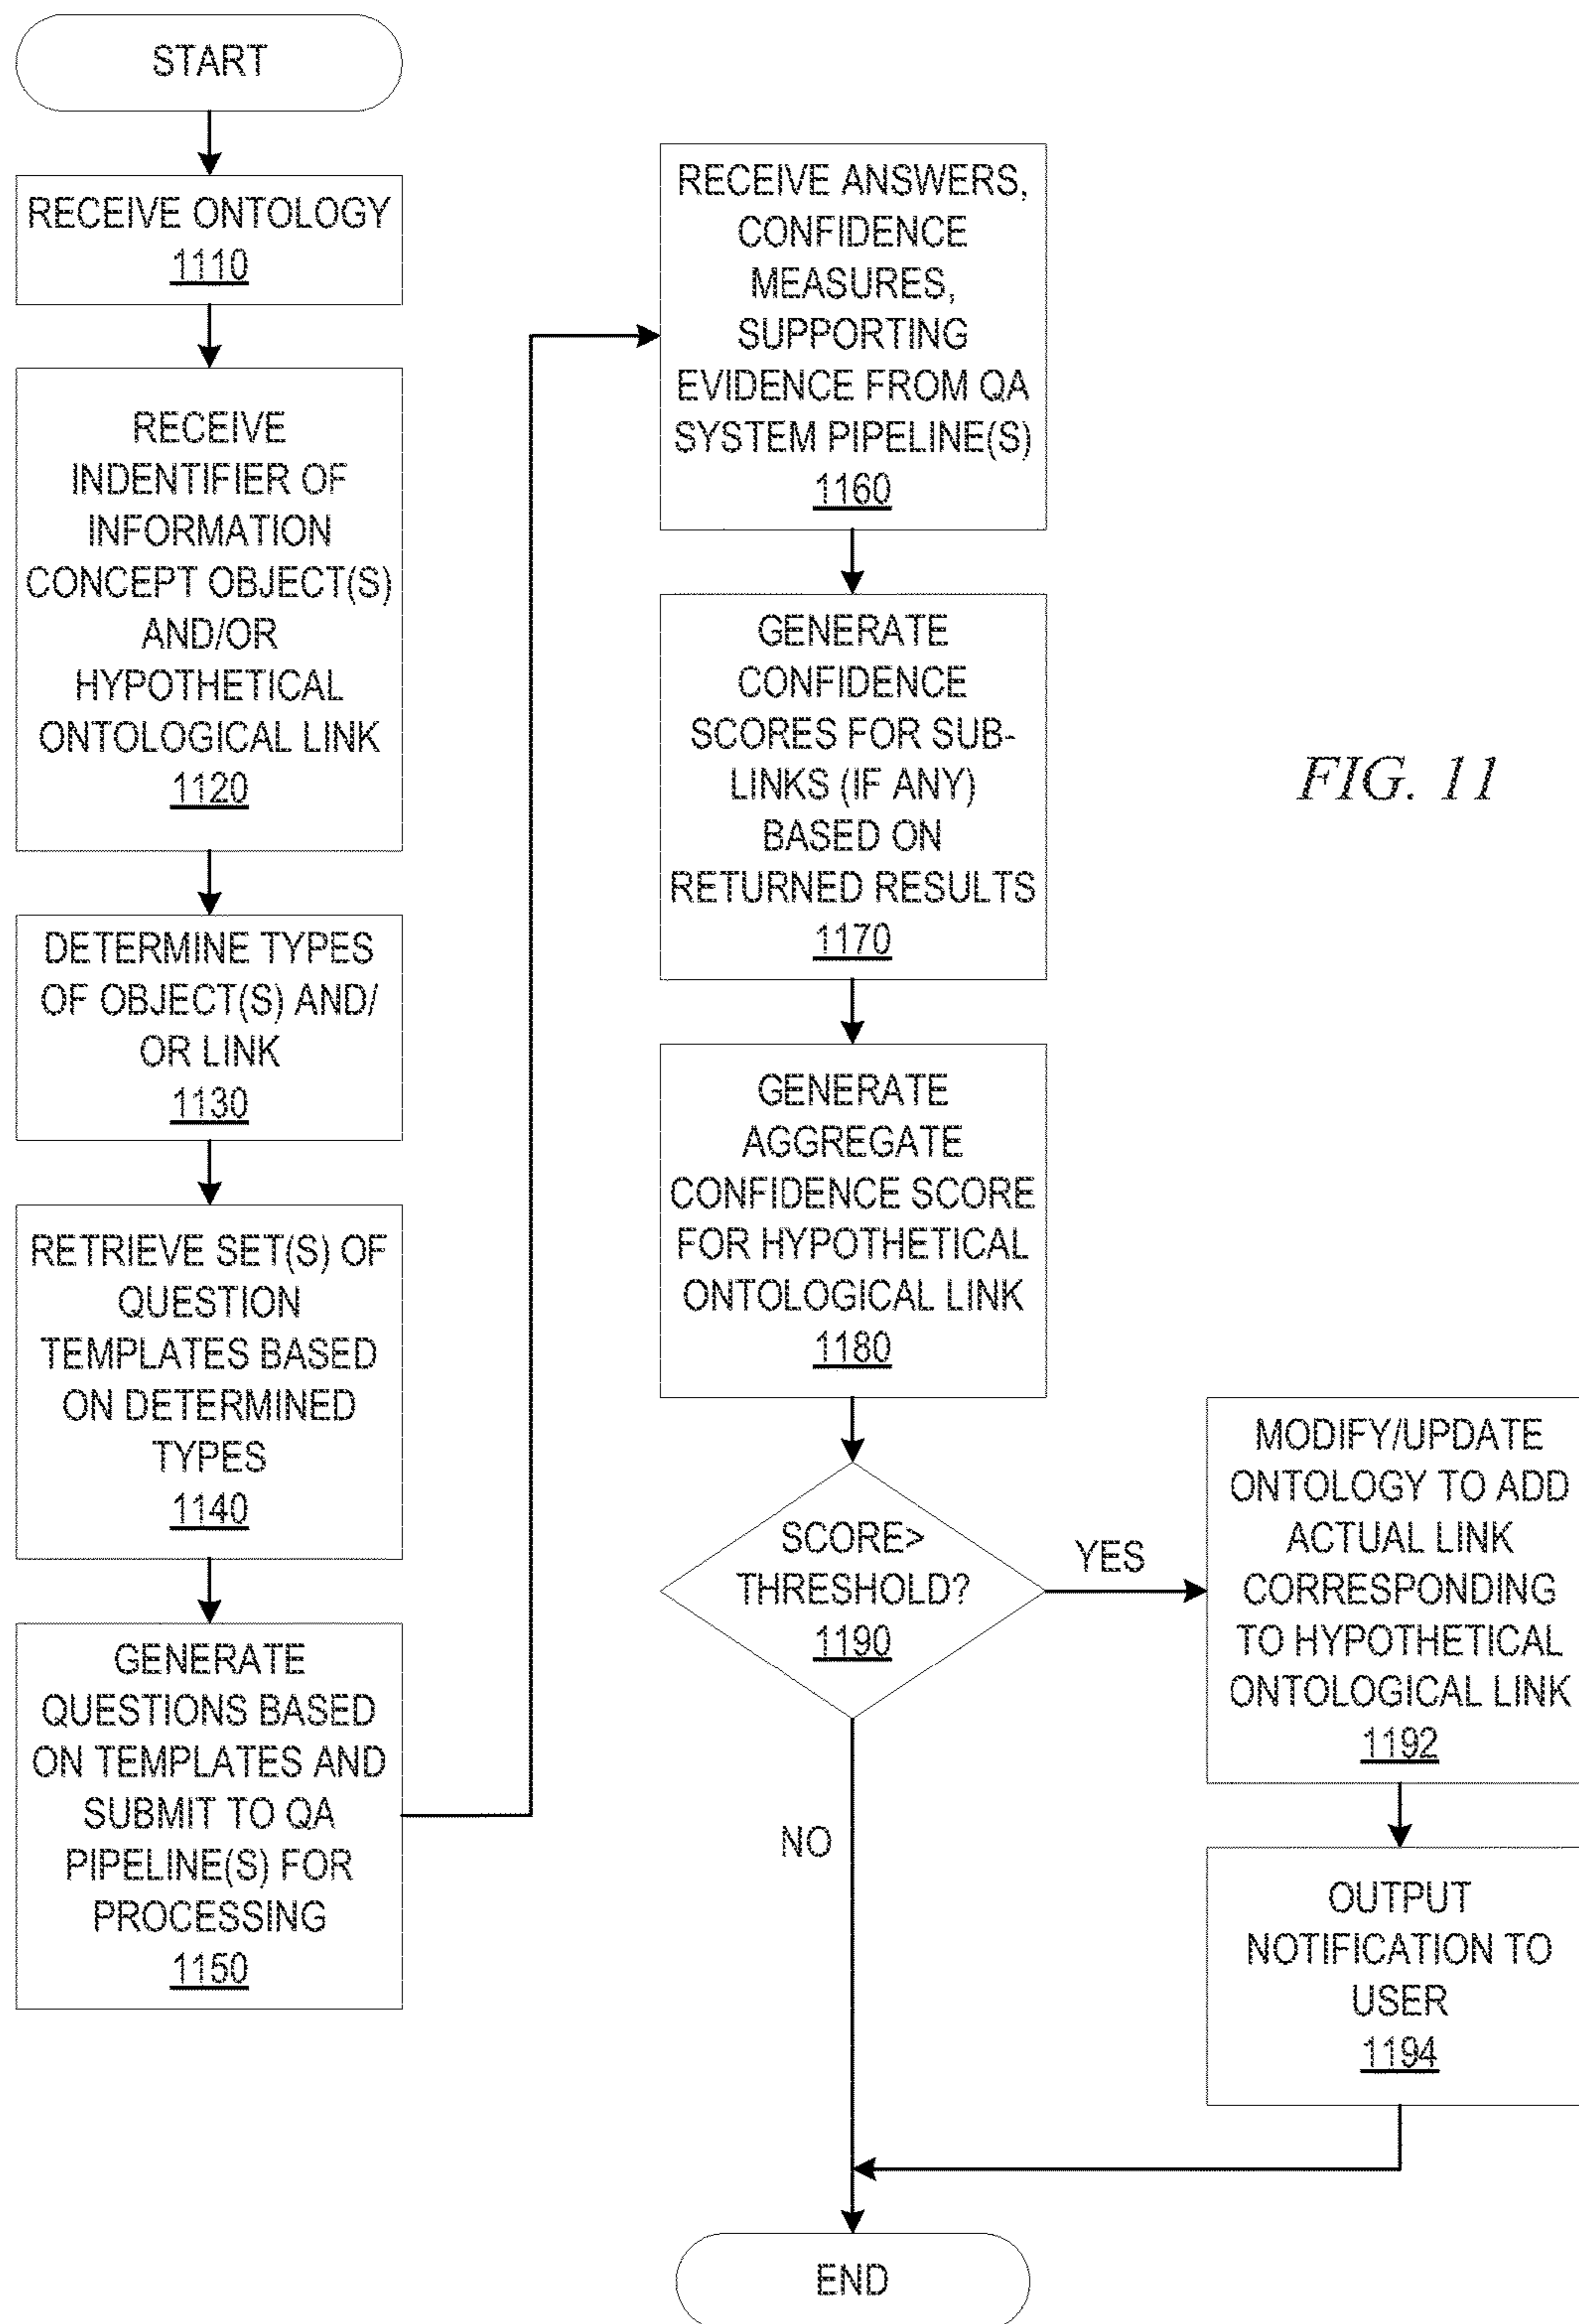 START
RECEIVE ONTOLOGY
1110
RECEIVE
INDENTIFIER OF
INFORMATION
CONCEPT OBJECT(S)
AND/OR
HYPOTHETICAL
ONTOLOGICAL LINK
1120
DETERMINE TYPES
OF OBJECT(S) AND/
OR LINK
1130
RETRIEVE SET(S) OF
QUESTION
TEMPLATES BASED
ON DETERMINED
TYPES
1140
GENERATE
QUESTIONS BASED
ON TEMPLATES AND
SUBMIT TO QA
PIPELINE(S) FOR
PROCESSING
1150
RECEIVE ANSWERS,
CONFIDENCE
MEASURES,
SUPPORTING
EVIDENCE FROM QA
SYSTEM PIPELINE(S)
1160
GENERATE
CONFIDENCE
SCORES FOR SUB-
LINKS (IF ANY)
BASED ON
RETURNED RESULTS
1170
GENERATE
AGGREGATE
CONFIDENCE SCORE
FOR HYPOTHETICAL
ONTOLOGICAL LINK
1180
SCORE>
THRESHOLD?
1190
YES
NO
MODIFY/UPDATE
ONTOLOGY TO ADD
ACTUAL LINK
CORRESPONDING
TO HYPOTHETICAL
ONTOLOGICAL LINK
1192
OUTPUT
NOTIFICATION TO
USER
1194
END
FIG. 11